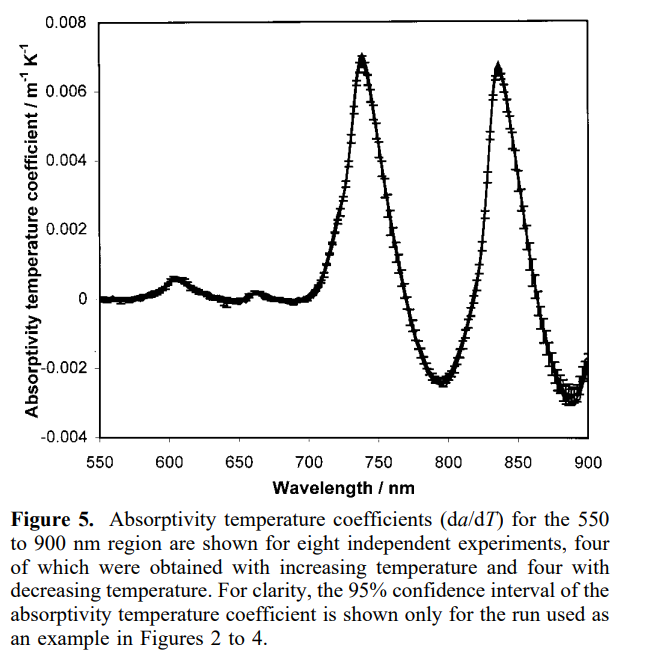 0.008
0.006
0.004
0.002
0
-0.002
-0.004
Absorptivity temperature coefficient / m-1 K-1
550 600 650 700 750 800 850 900
Wavelength / nm
Figure 5. Absorptivity temperature coefficients (da/dT) for the 550
to 900 nm region are shown for eight independent experiments, four
of which were obtained with increasing temperature and four with
decreasing temperature. For clarity, the 95% confidence interval of the
absorptivity temperature coefficient is shown only for the run used as
an example in Figures 2 to 4.